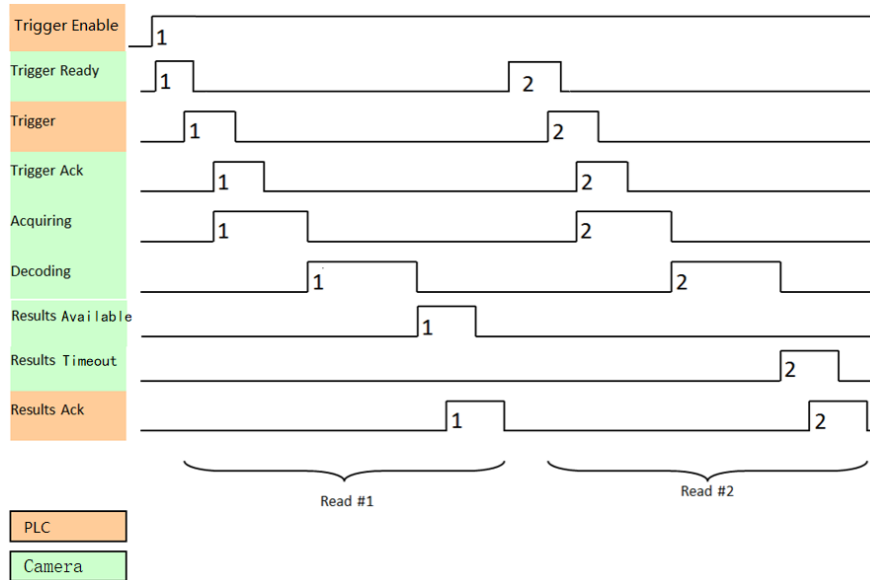 Trigger Enable
1
Trigger Ready
1
2
Trigger
1
2
Trigger Ack
1
2
Acquiring
1
2
Decoding
1
2
Results Available
1
Results Timeout
2
Results Ack
1
2
Read #1
Read #2
PLC
Camera